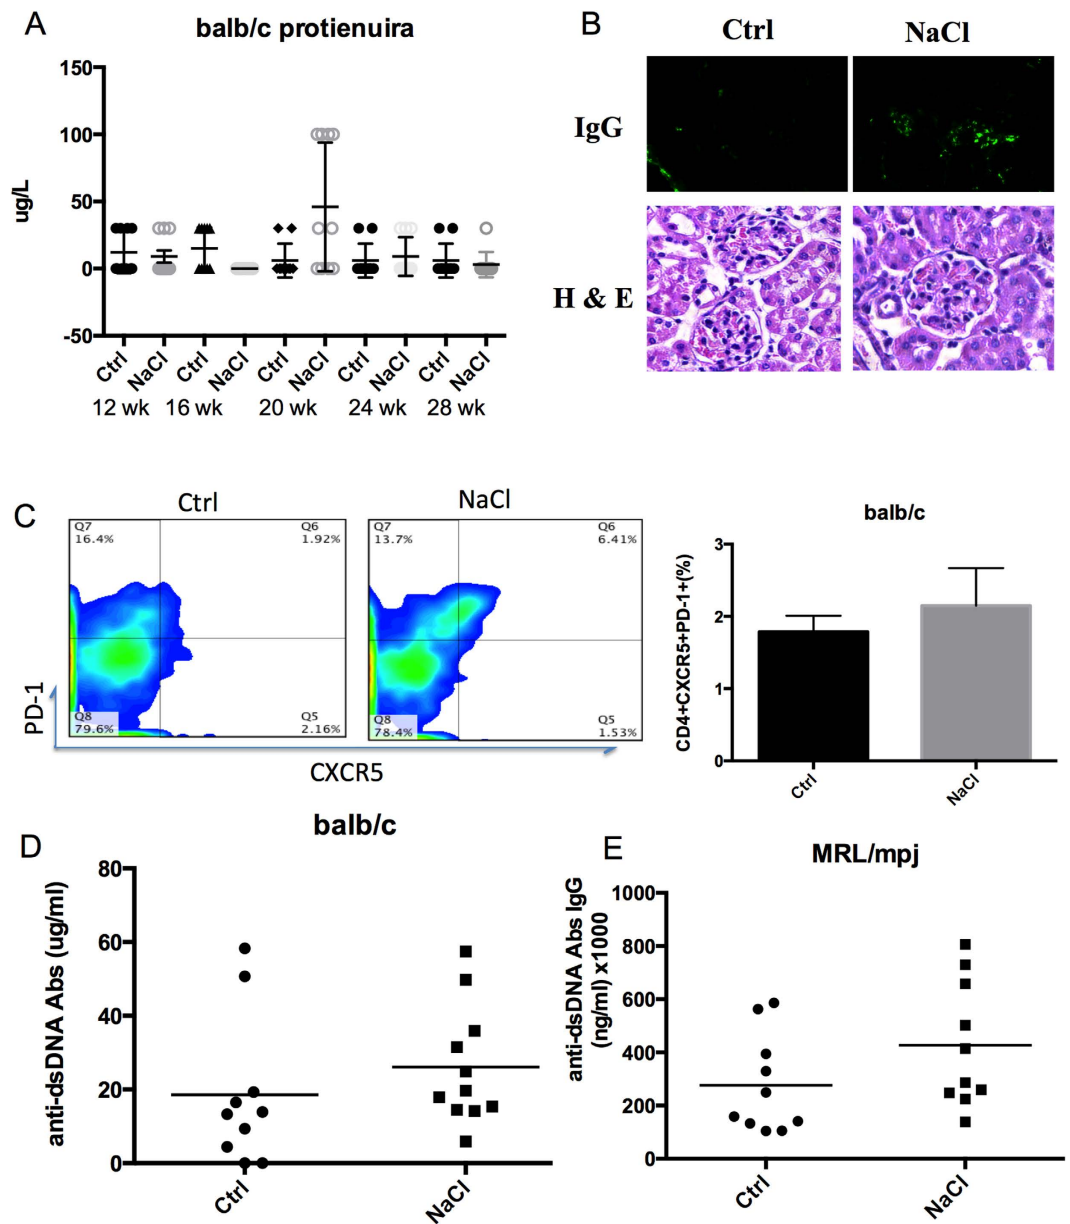 A
balb/c protienuira
150
100
50
0
-50
ug/L
Ctrl
NaCl
Ctrl
NaCl
Ctrl
NaCl
Ctrl
NaCl
Ctrl
NaCl
12 wk
16 wk
20 wk
24 wk
28 wk
B
Ctrl
NaCl
IgG
H & E
C
Ctrl
NaCl
Q7
16.4%
Q6
1.92%
Q8
79.6%
Q5
2.16%
Q7
13.7%
Q6
6.41%
Q8
78.4%
Q5
1.53%
PD-1
CXCR5
balb/c
3
2
1
0
CD4+CXCR5+PD-1+(%)
Ctrl
NaCl
D
balb/c
80
60
40
20
0
anti-dsDNA Abs (ug/ml)
Ctrl
NaCl
E
MRL/mpj
1000
800
600
400
200
0
anti-dsDNA Abs IgG
(ng/ml) x1000
Ctrl
NaCl